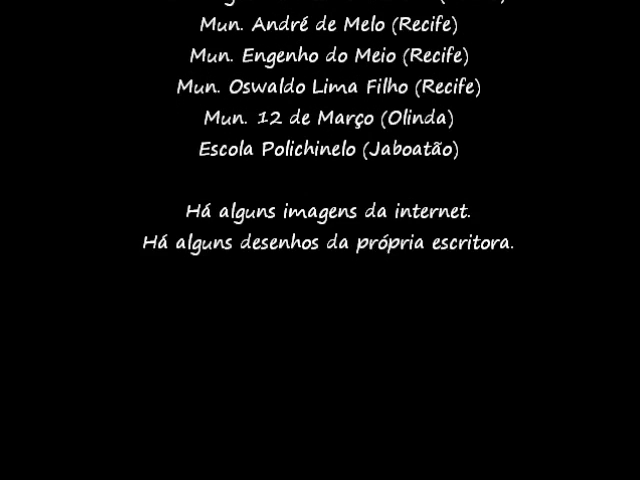 Mun. André de Melo (Recife)
Mun. Engenho do Meio (Recife)
Mun. Oswaldo Lima Filho (Recife)
Mun. 12 de Março (Olinda)
Escola Polichinelo (Jaboatão)
Há alguns imagens da internet.
Há alguns desenhos da própria escritora.